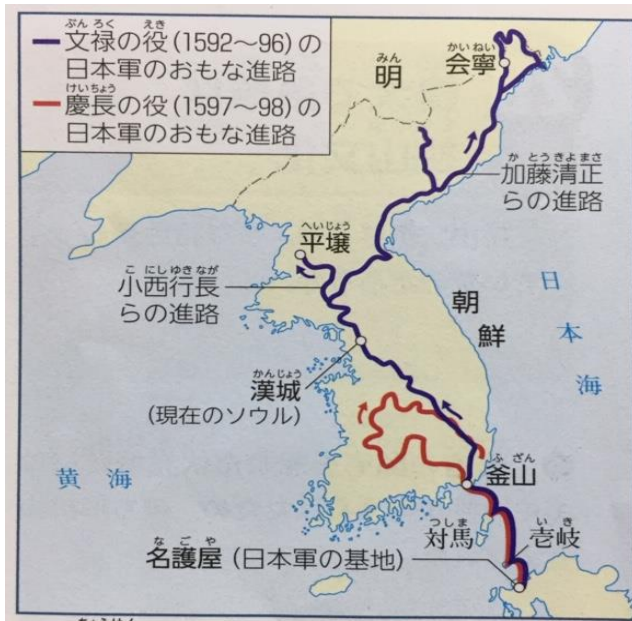 ぶんろく えき
文禄の役(1592〜96)の
日本軍のおもな進路
けいちょう
慶長の役(1597〜98)の
日本軍のおもな進路
みん
明
かいねい
会寧
かとうきよまさ
加藤清正
らの進路
へいじょう
平壌
こにしゆきなが
小西行長
らの進路
朝鮮
日本海
かんじょう
漢城
(現在のソウル)
黄海
ふざん
釜山
つしま
対馬
いき
壱岐
なごや
名護屋(日本軍の基地)
ちょうせん